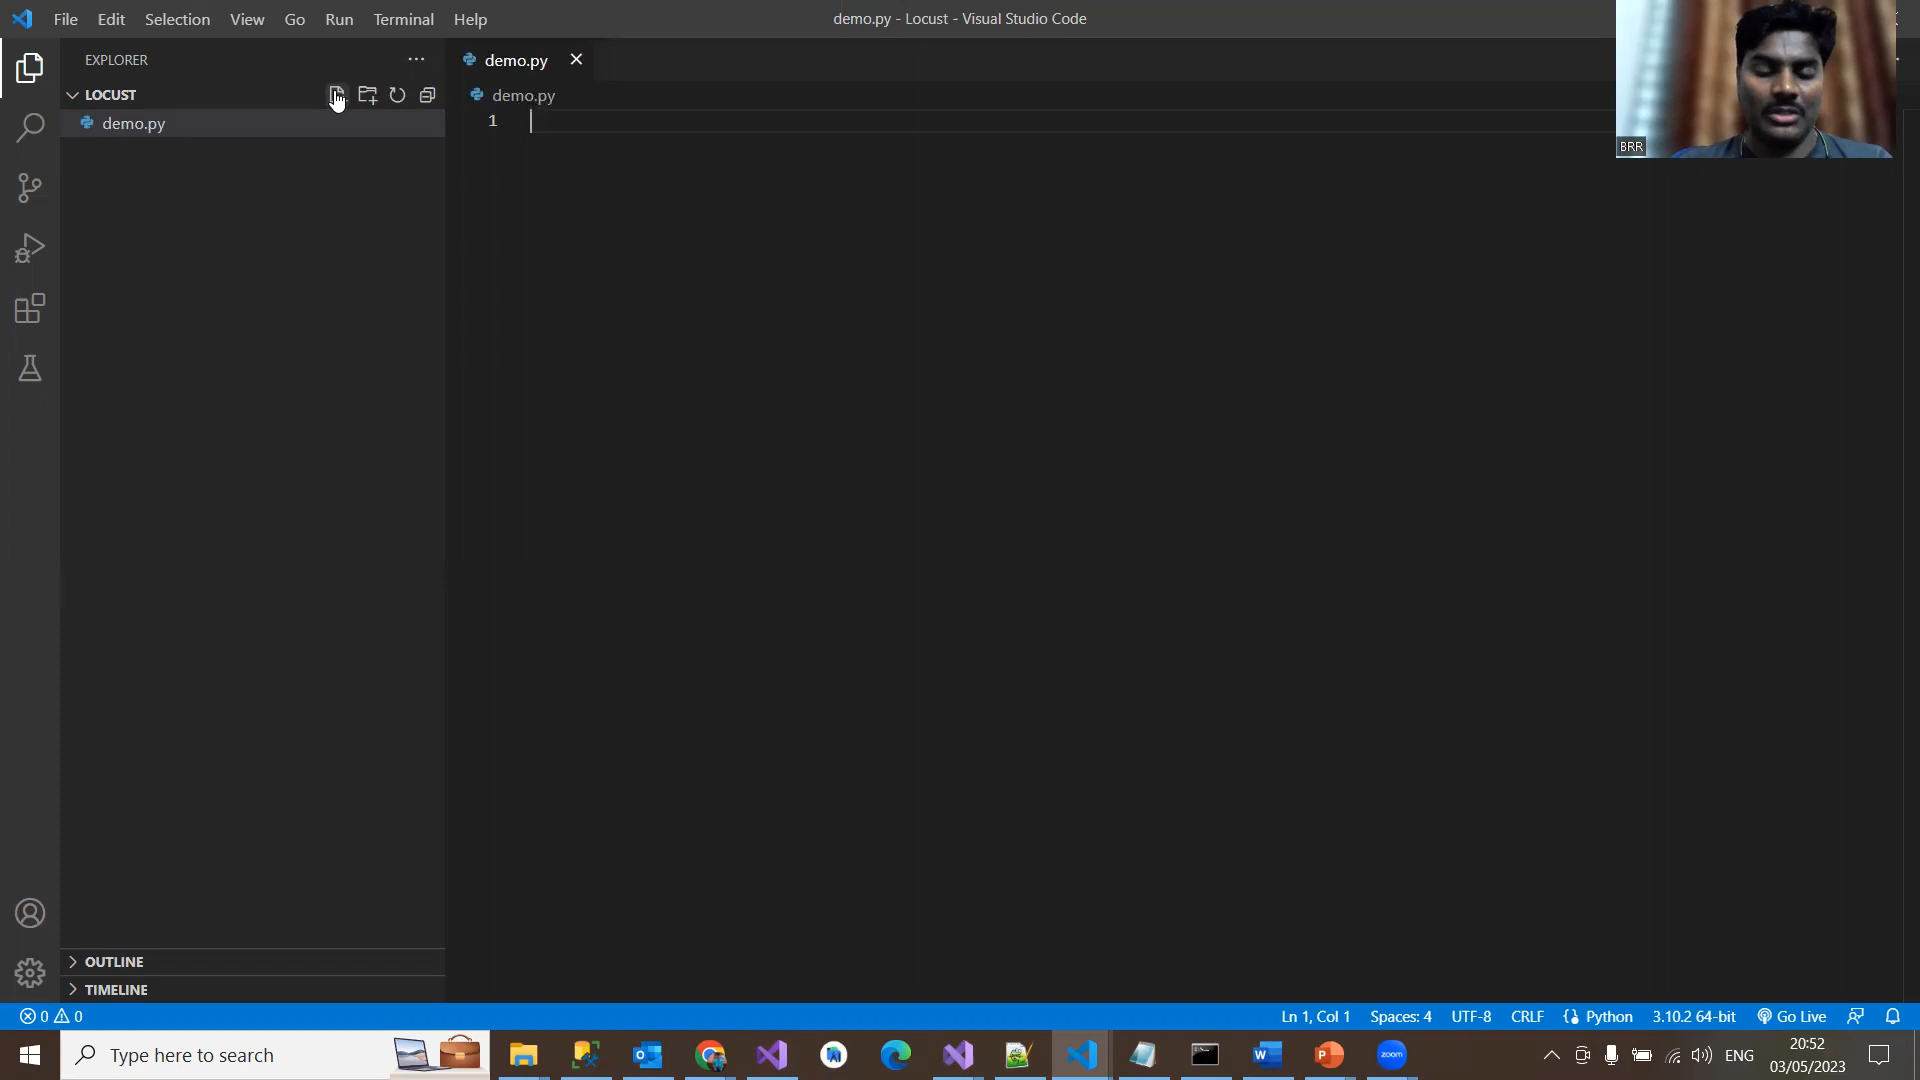 File Edit Selection View Go Run Terminal Help
demo.py - Locust - Visual Studio Code
EXPLORER
LOCUST
demo.py
demo.py
demo.py
1
BRR
OUTLINE
TIMELINE
0 0
Ln 1, Col 1 Spaces: 4 UTF-8 CRLF Python 3.10.2 64-bit Go Live
Type here to search
zoom
ENG
20:52
03/05/2023